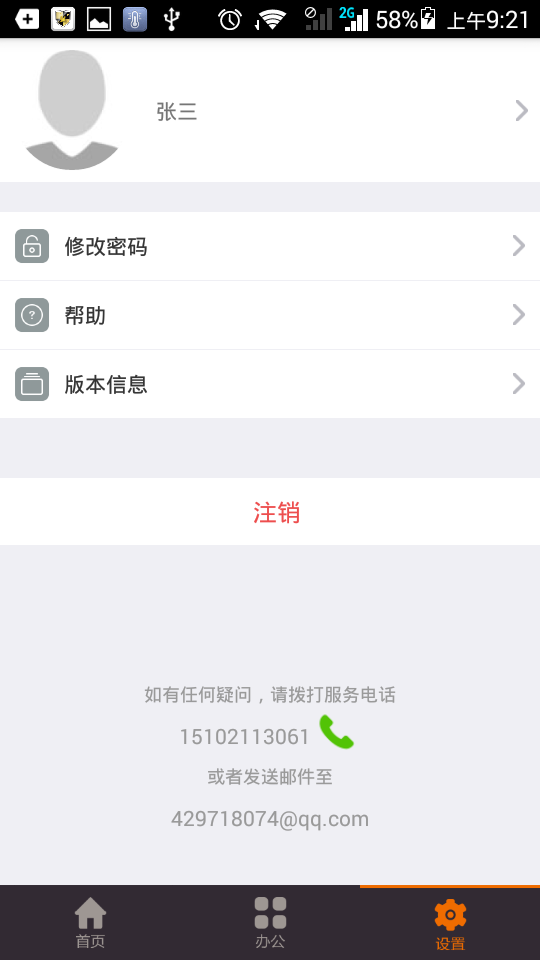 2G 58% 上午9:21
张三
修改密码
帮助
版本信息
注销
如有任何疑问，请拨打服务电话
15102113061
或者发送邮件至
429718074@qq.com
首页 办公 设置